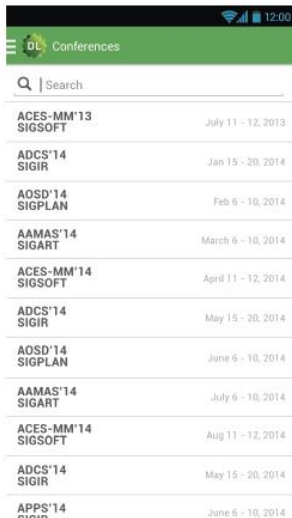 12:00
DL Conferences
Search
ACES-MM'13
SIGSOFT July 11 - 12, 2013
ADCS'14
SIGIR Jan 15 - 20, 2014
AOSD'14
SIGPLAN Feb 6 - 10, 2014
AAMAS'14
SIGART March 6 - 10, 2014
ACES-MM'14
SIGSOFT April 11 - 12, 2014
ADCS'14
SIGIR May 15 - 20, 2014
AOSD'14
SIGPLAN June 6 - 10, 2014
AAMAS'14
SIGART July 6 - 10, 2014
ACES-MM'14
SIGSOFT Aug 11 - 12, 2014
ADCS'14
SIGIR May 15 - 20, 2014
APPS'14
June 6 - 10, 2014